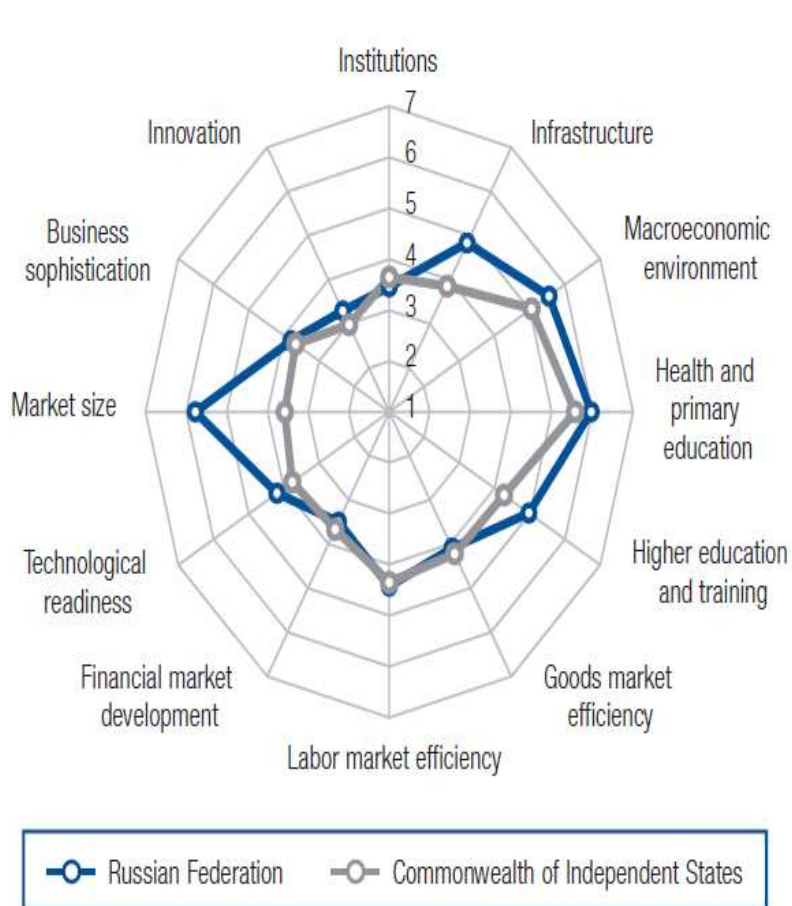 Institutions
7
Innovation
Infrastructure
6
5
Business
sophistication
Macroeconomic
environment
4
3
2
Market size
1
Health and
primary
education
Technological
readiness
Higher education
and training
Financial market
development
Goods market
efficiency
Labor market efficiency
Russian Federation
Commonwealth of Independent States